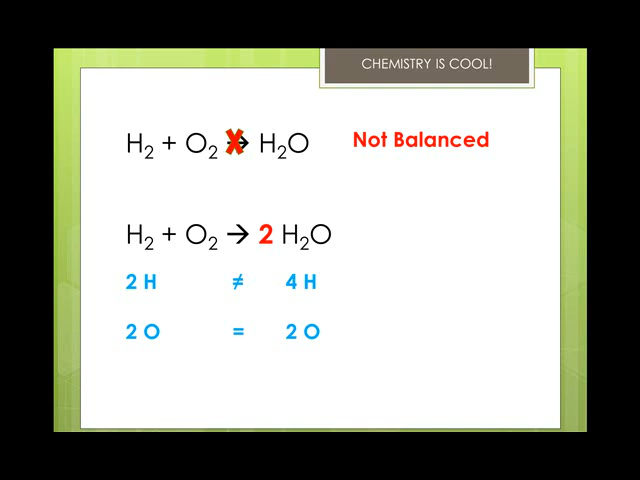 CHEMISTRY IS COOL!
H₂ + O₂ → H₂O Not Balanced
H₂ + O₂ → 2 H₂O
2 H ≠ 4 H
2 O = 2 O